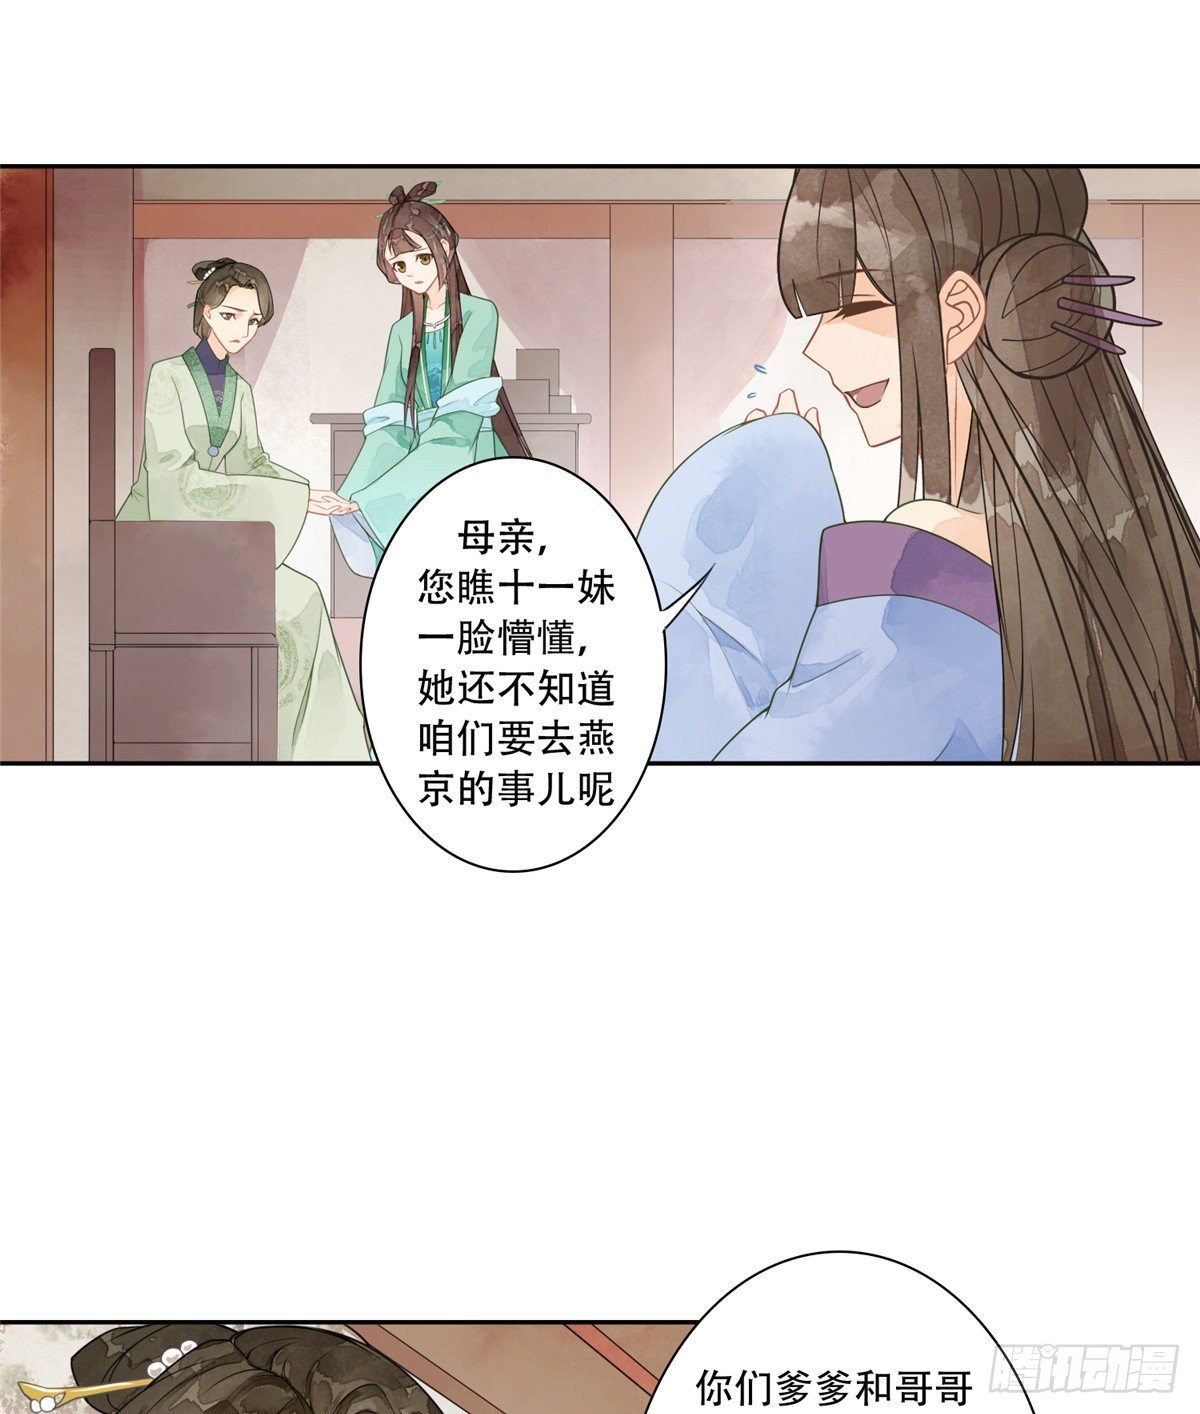 母亲,
您瞧十一妹
一脸懵懂,
她还不知道
咱们要去燕
京的事儿呢
你们爹爹和哥哥
腾讯动漫